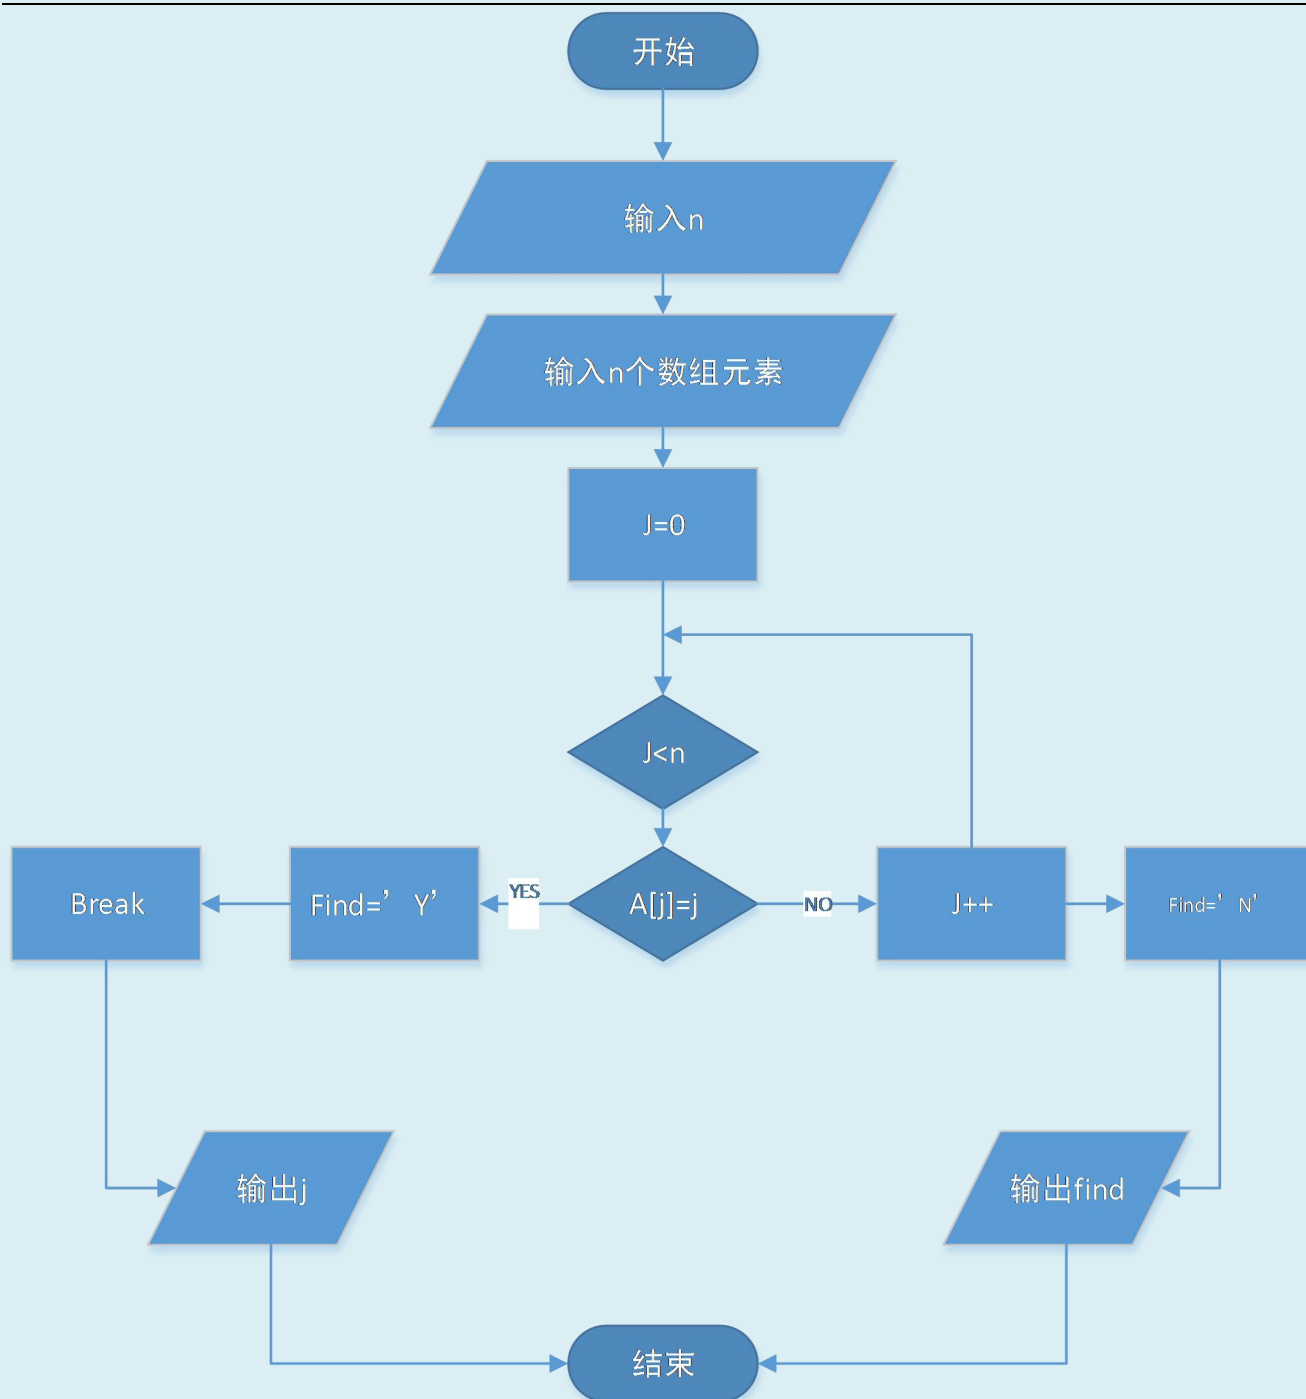 开始
输入n
输入n个数组元素
J=0
J<n
Break
Find=’ Y’
YES
A[j]=j
NO
J++
Find=’ N’
输出j
输出find
结束